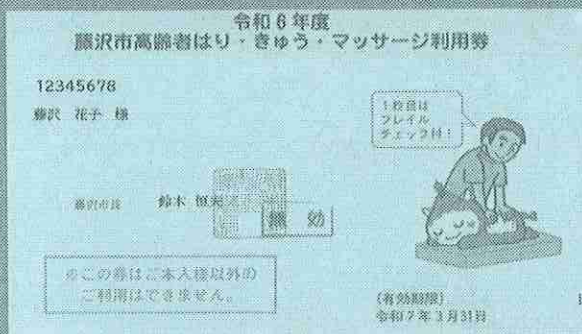 令和6年度
藤沢市高齢者はり・きゅう・マッサージ利用券
12345678
藤沢 花子 様
1枚目は
フレイル
チェック付！
藤沢市長 鈴木 恒夫
無効
※この券はご本人様以外の
ご利用はできません。
(有効期限)
令和7年3月31日